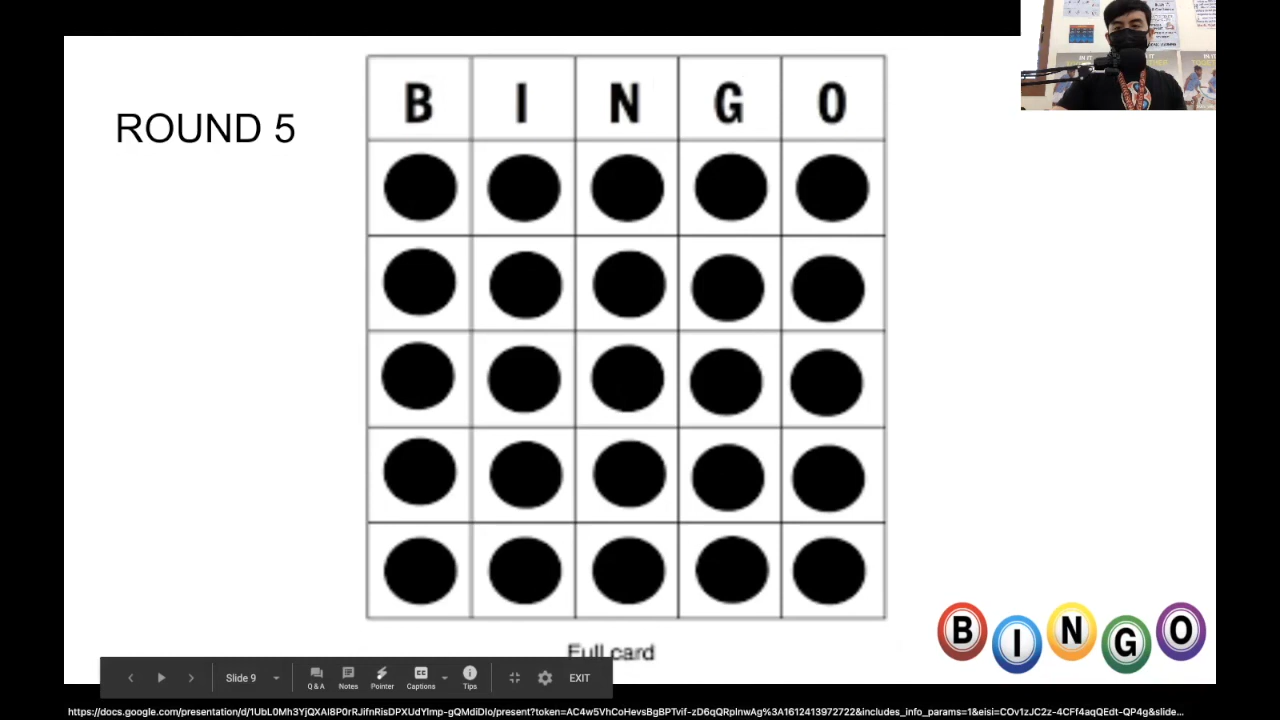 ROUND 5
B I N G O
Full card
B I N G O
Slide 9
Q & A Notes Pointer Captions Tips EXIT